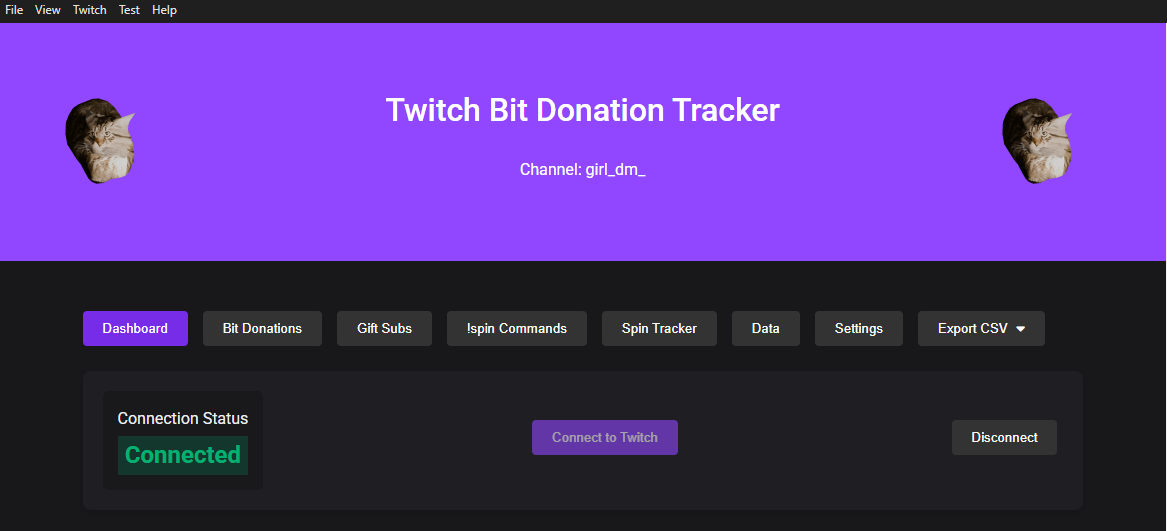 File View Twitch Test Help
Twitch Bit Donation Tracker
Channel: girl_dm_
Dashboard Bit Donations Gift Subs !spin Commands Spin Tracker Data Settings Export CSV
Connection Status
Connected
Connect to Twitch
Disconnect